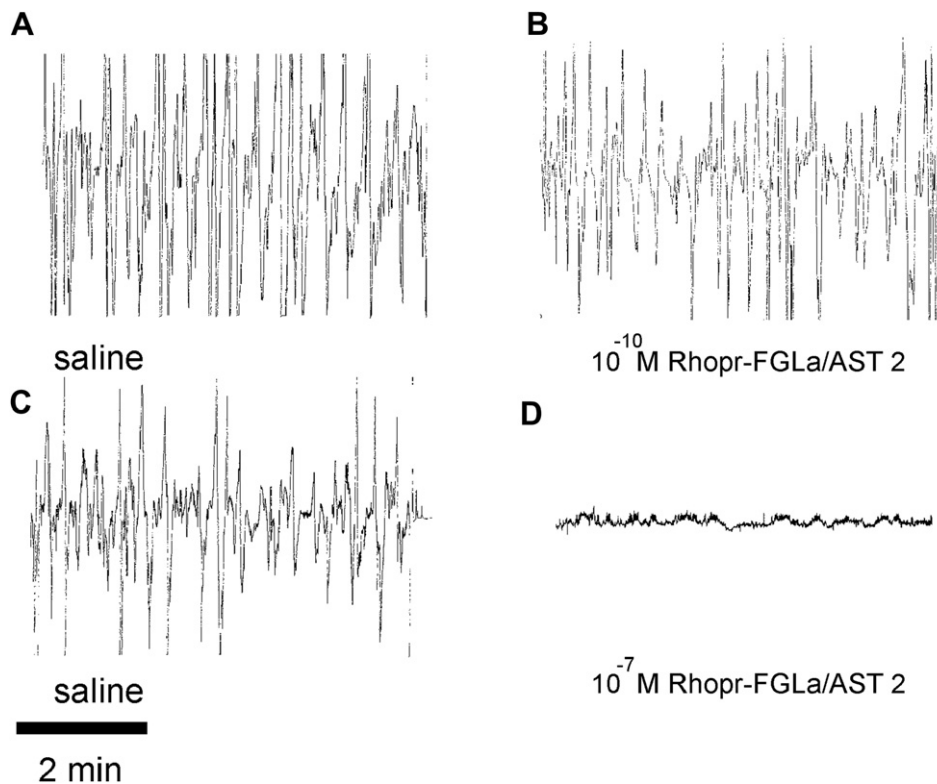 A
B
saline
10⁻¹⁰ M Rhopr-FGLa/AST 2
C
D
saline
10⁻⁷ M Rhopr-FGLa/AST 2
2 min